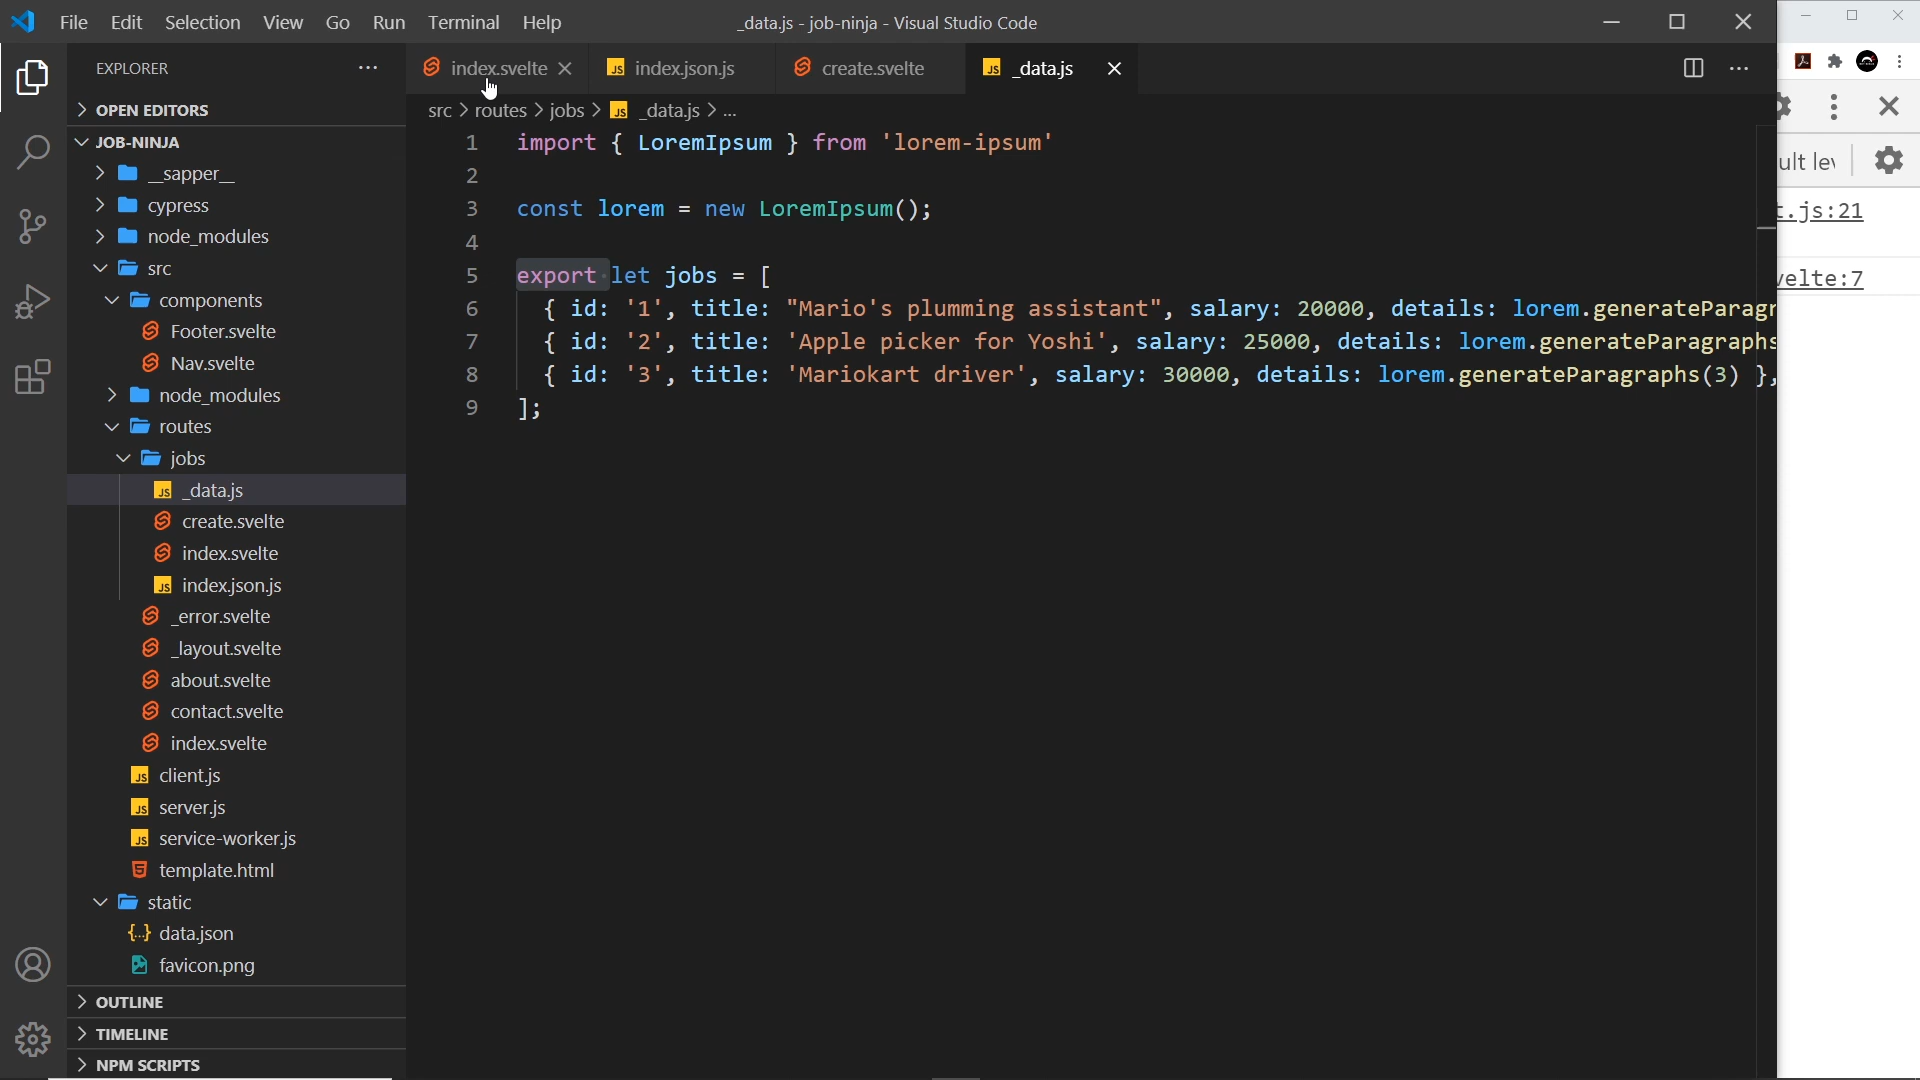 File Edit Selection View Go Run Terminal Help
_data.js - job-ninja - Visual Studio Code
EXPLORER
OPEN EDITORS
JOB-NINJA
__sapper__
cypress
node_modules
src
components
Footer.svelte
Nav.svelte
node_modules
routes
jobs
_data.js
create.svelte
index.svelte
index.json.js
_error.svelte
_layout.svelte
about.svelte
contact.svelte
index.svelte
client.js
server.js
service-worker.js
template.html
static
data.json
favicon.png
OUTLINE
TIMELINE
NPM SCRIPTS
index.svelte index.json.js create.svelte _data.js
src > routes > jobs > JS _data.js > ...
1 import { LoremIpsum } from 'lorem-ipsum'
2
3 const lorem = new LoremIpsum();
4
5 export let jobs = [
6 { id: '1', title: "Mario's plumming assistant", salary: 20000, details: lorem.generateParagr
7 { id: '2', title: 'Apple picker for Yoshi', salary: 25000, details: lorem.generateParagraphs
8 { id: '3', title: 'Mariokart driver', salary: 30000, details: lorem.generateParagraphs(3) },
9 ];
ult lev
t.js:21
velte:7